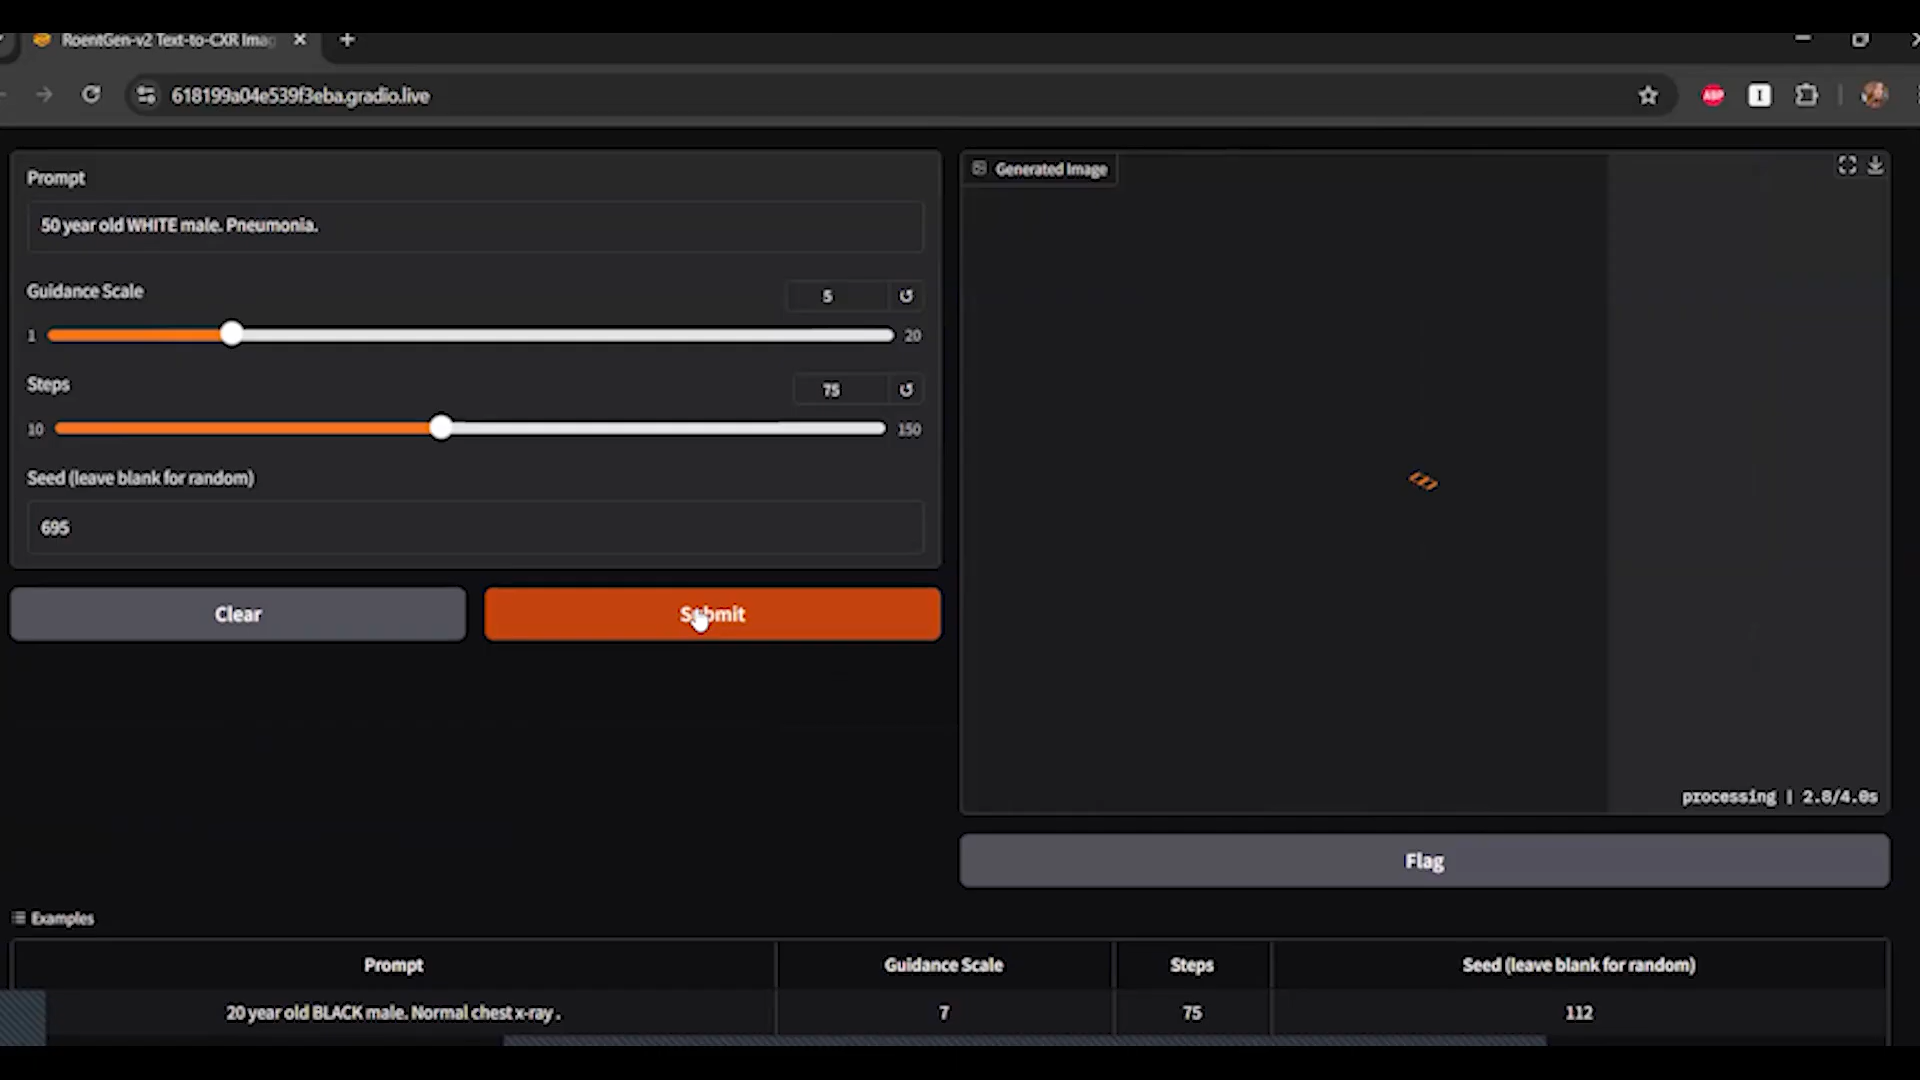 RoentGen-v2 Text-to-CXR Imag
618199a04e539f3eba.gradio.live
ABP
I
Prompt
50 year old WHITE male. Pneumonia.
Guidance Scale
5
1
20
Steps
75
10
150
Seed (leave blank for random)
695
Clear
Submit
Generated Image
processing | 2.8/4.0s
Flag
Examples
Prompt Guidance Scale Steps Seed (leave blank for random)
20 year old BLACK male. Normal chest x-ray . 7 75 112